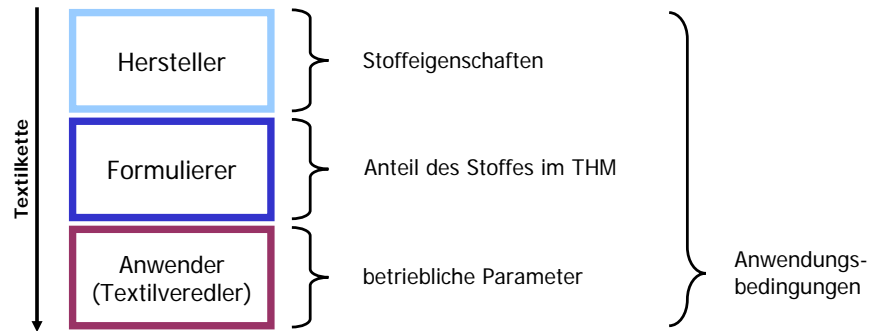 Textilkette
Hersteller
Stoffeigenschaften
Formulierer
Anteil des Stoffes im THM
Anwender
(Textilveredler)
betriebliche Parameter
Anwendungs-
bedingungen